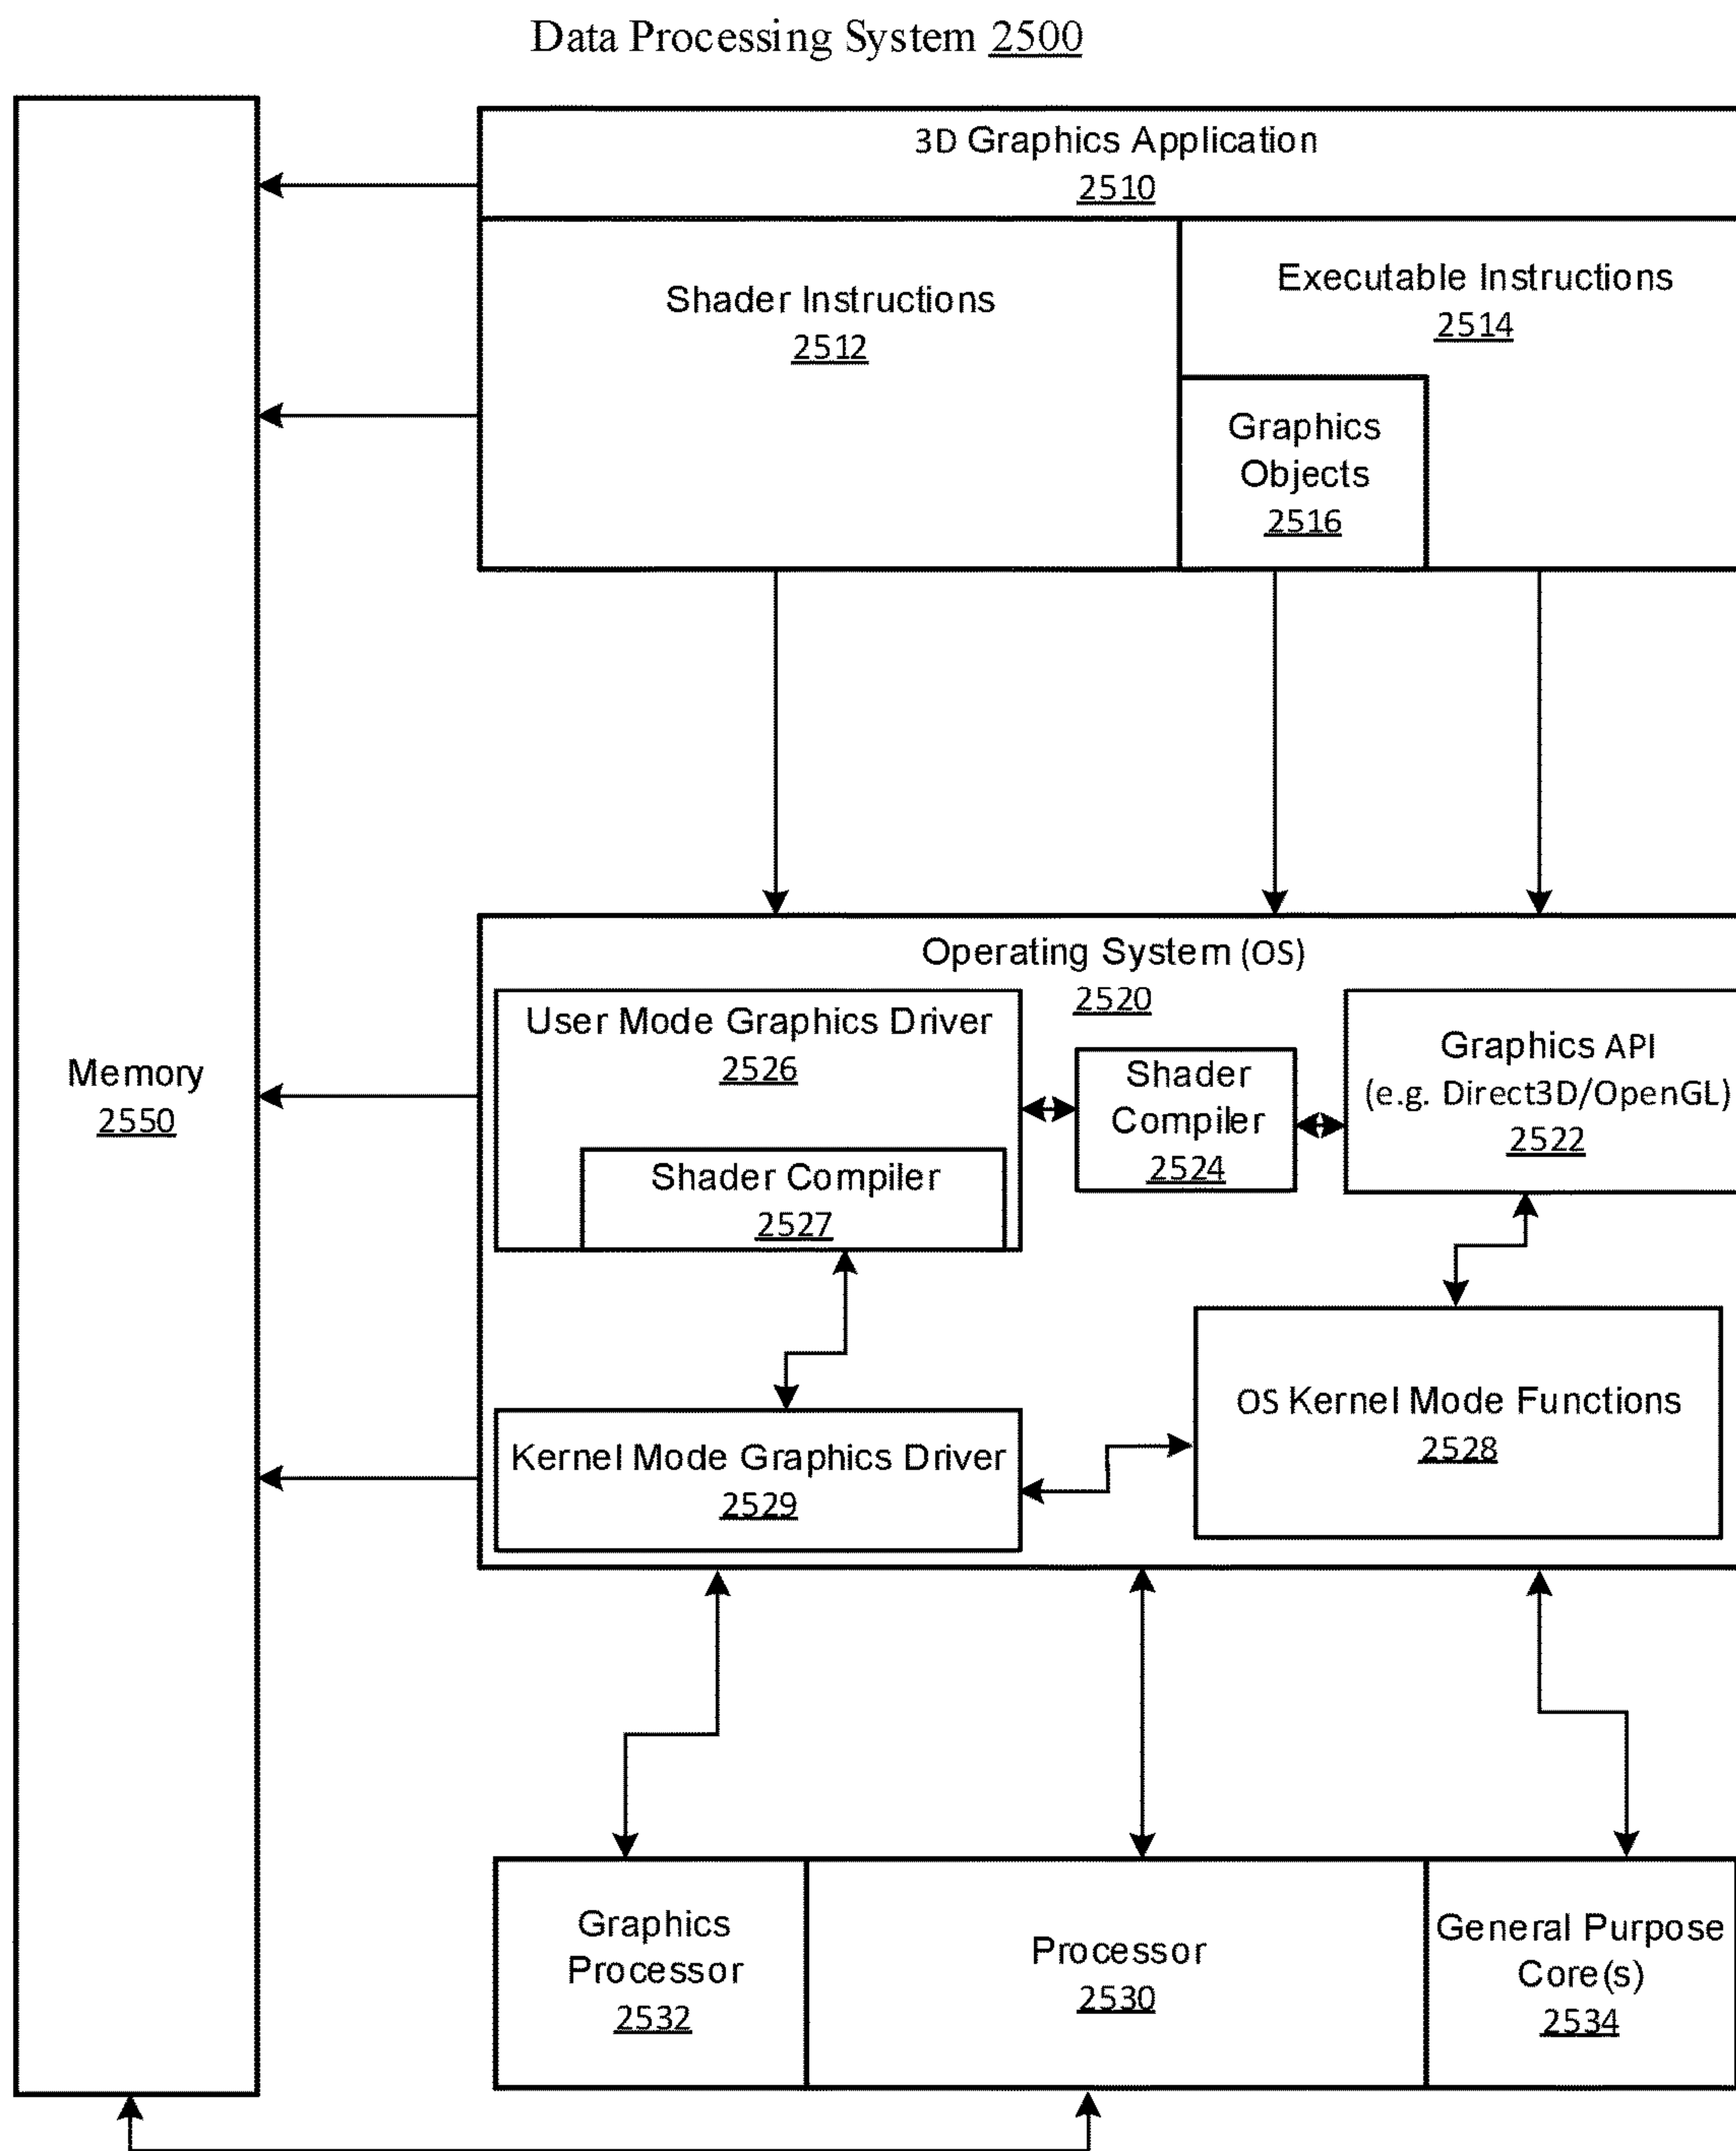 Data Processing System 2500
3D Graphics Application
2510
Shader Instructions
2512
Executable Instructions
2514
Graphics
Objects
2516
Memory
2550
Operating System (OS)
2520
User Mode Graphics Driver
2526
Shader Compiler
2527
Shader
Compiler
2524
Graphics API
(e.g. Direct3D/OpenGL)
2522
Kernel Mode Graphics Driver
2529
OS Kernel Mode Functions
2528
Graphics
Processor
2532
Processor
2530
General Purpose
Core(s)
2534